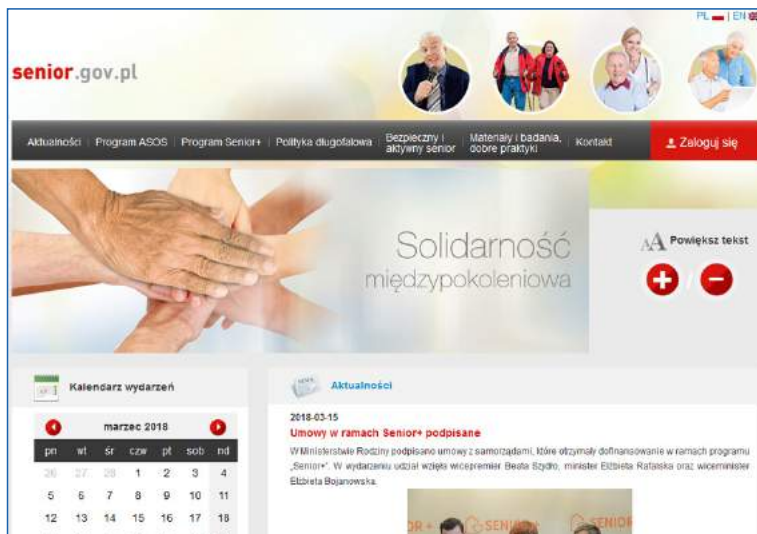 PL | EN
senior.gov.pl
Aktualności | Program ASOS | Program Senior+ | Polityka długofalowa | Bezpieczny i aktywny senior | Materiały i badania, dobre praktyki | Kontakt
Zaloguj się
Solidarność
międzypokoleniowa
AA Powiększ tekst
+ / −
Kalendarz wydarzeń
marzec 2018
pn wt śr czw pt sob nd
26 27 28 1 2 3 4
5 6 7 8 9 10 11
12 13 14 15 16 17 18
Aktualności
2018-03-15
Umowy w ramach Senior+ podpisane
W Ministerstwie Rodziny podpisano umowy z samorządami, które otrzymały dofinansowanie w ramach programu
„Senior+". W wydarzeniu udział wzięła wicepremier Beata Szydło, minister Elżbieta Rafalska oraz wiceminister
Elżbieta Bojanowska.
IOR + SENIOR+ SENIOR